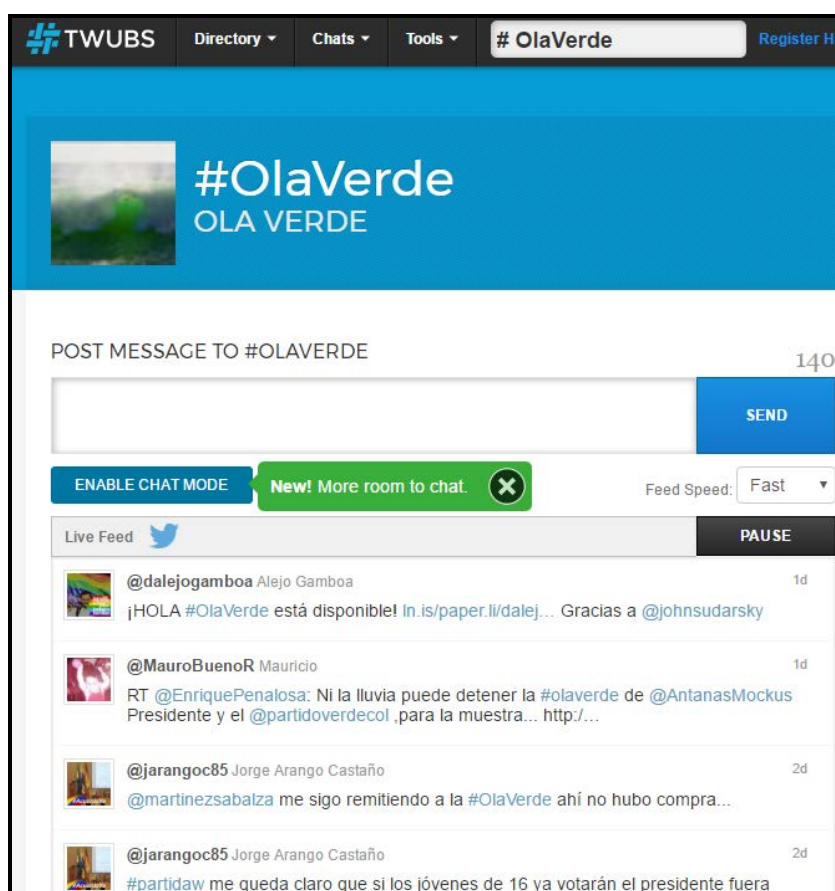 TWUBS Directory Chats Tools # OlaVerde Register H
#OlaVerde
OLA VERDE
POST MESSAGE TO #OLAVERDE
140
SEND
ENABLE CHAT MODE New! More room to chat. Feed Speed: Fast
Live Feed PAUSE
@dalejogamboa Alejo Gamboa 1d
¡HOLA #OlaVerde está disponible! ln.is/paper.li/dalej... Gracias a @johnsudarsky
@MauroBuenoR Mauricio 1d
RT @EnriquePenalosa: Ni la lluvia puede detener la #olaverde de @AntanasMockus
Presidente y el @partidoverdecol ,para la muestra... http:/...
@jarangoc85 Jorge Arango Castaño 2d
@martinezsabalza me sigo remitiendo a la #OlaVerde ahí no hubo compra...
@jarangoc85 Jorge Arango Castaño 2d
#partidaw me queda claro que si los jóvenes de 16 ya votarán el presidente fuera